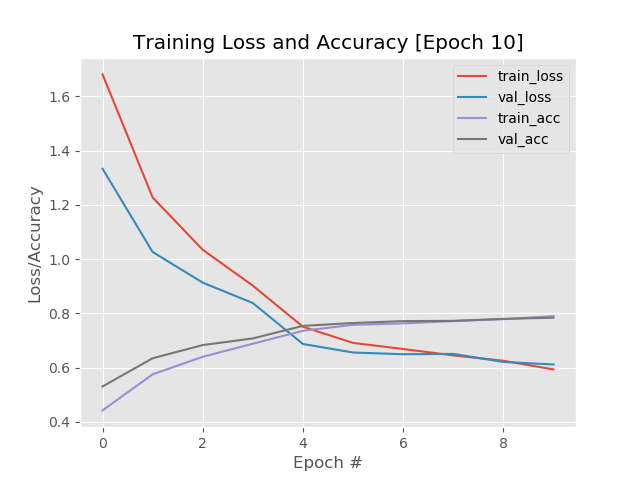 Training Loss and Accuracy [Epoch 10]
train_loss
val_loss
train_acc
val_acc
Loss/Accuracy
1.6
1.4
1.2
1.0
0.8
0.6
0.4
0 2 4 6 8
Epoch #